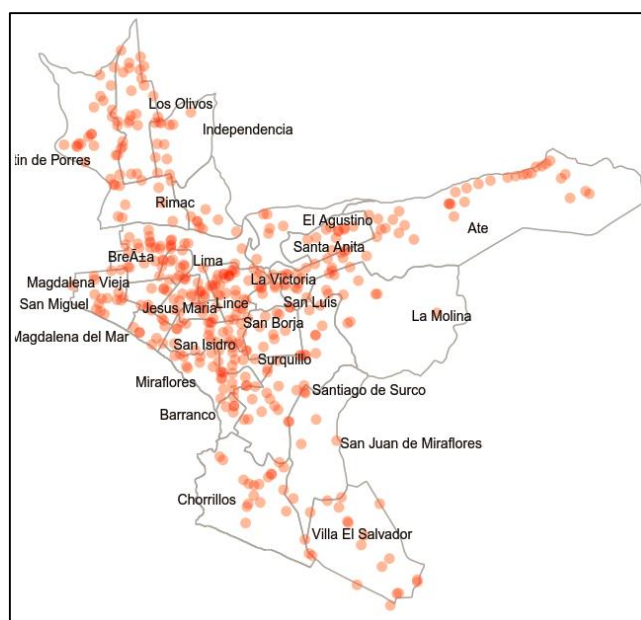 Los Olivos
Independencia
tin de Porres
Rimac
El Agustino
Ate
Santa Anita
BreÃ±a
Lima
La Victoria
Magdalena Vieja
San Miguel
Jesus Maria
Lince
San Luis
San Borja
La Molina
Magdalena del Mar
San Isidro
Surquillo
Miraflores
Santiago de Surco
Barranco
San Juan de Miraflores
Chorrillos
Villa El Salvador